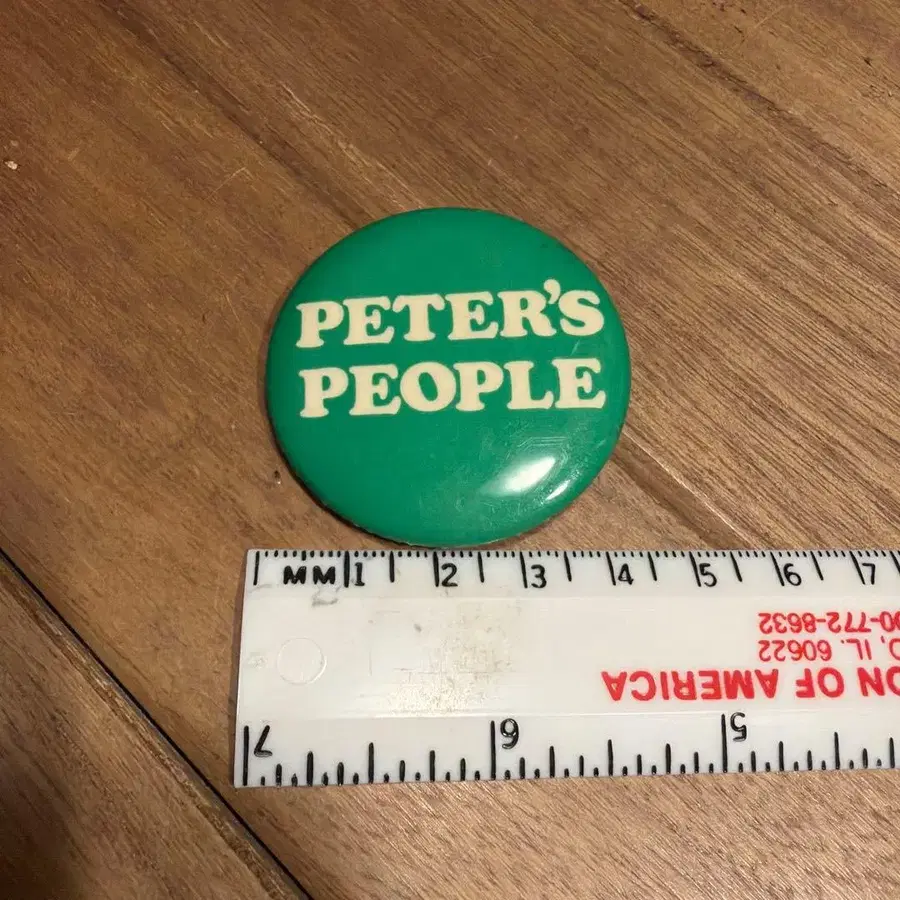 PETER'S
PEOPLE
MM 1 2 3 4 5 6 7
00-772-8632
O, IL. 60622
ON OF AMERICA
7 6 5